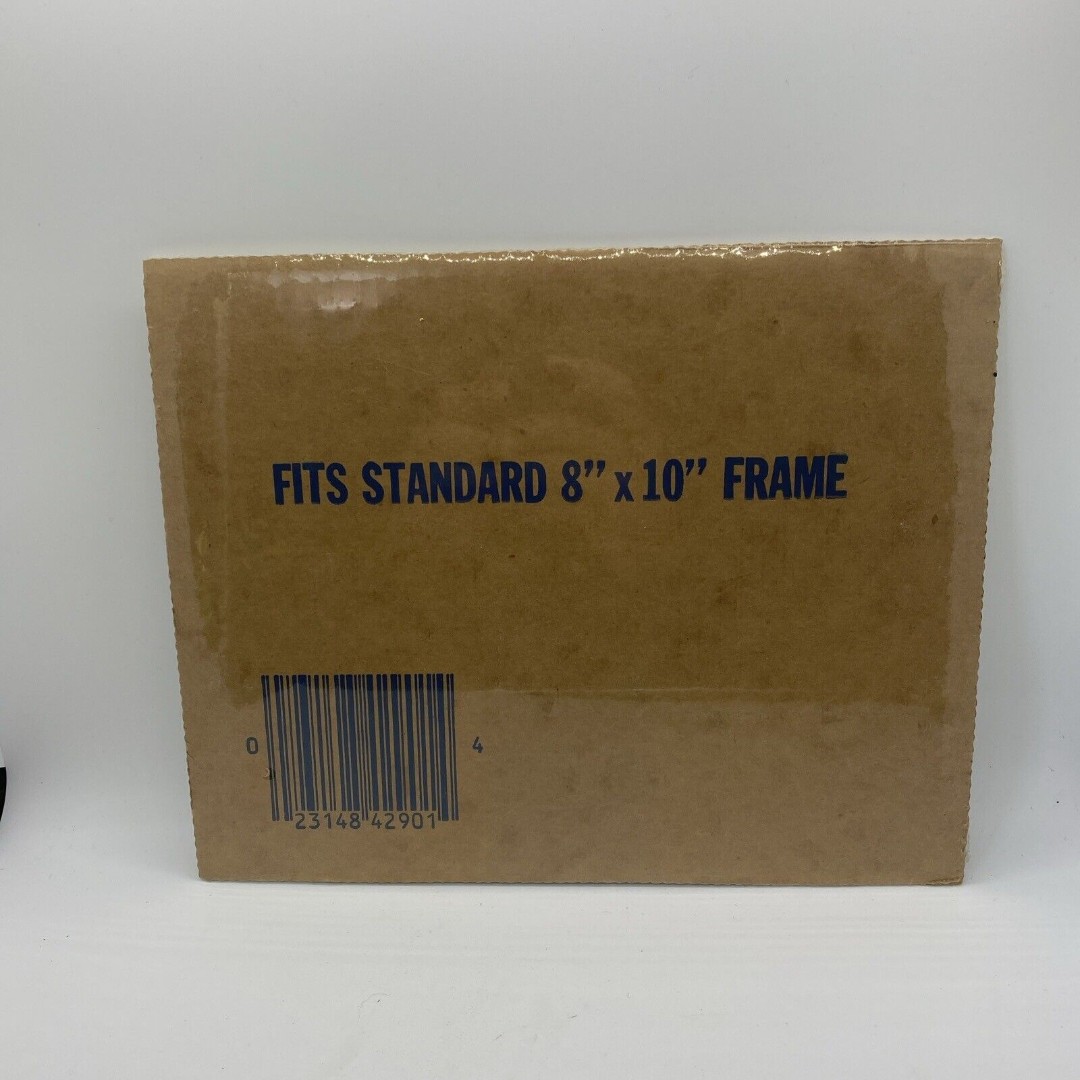 FITS STANDARD 8” x 10” FRAME
0 23148 42901 4